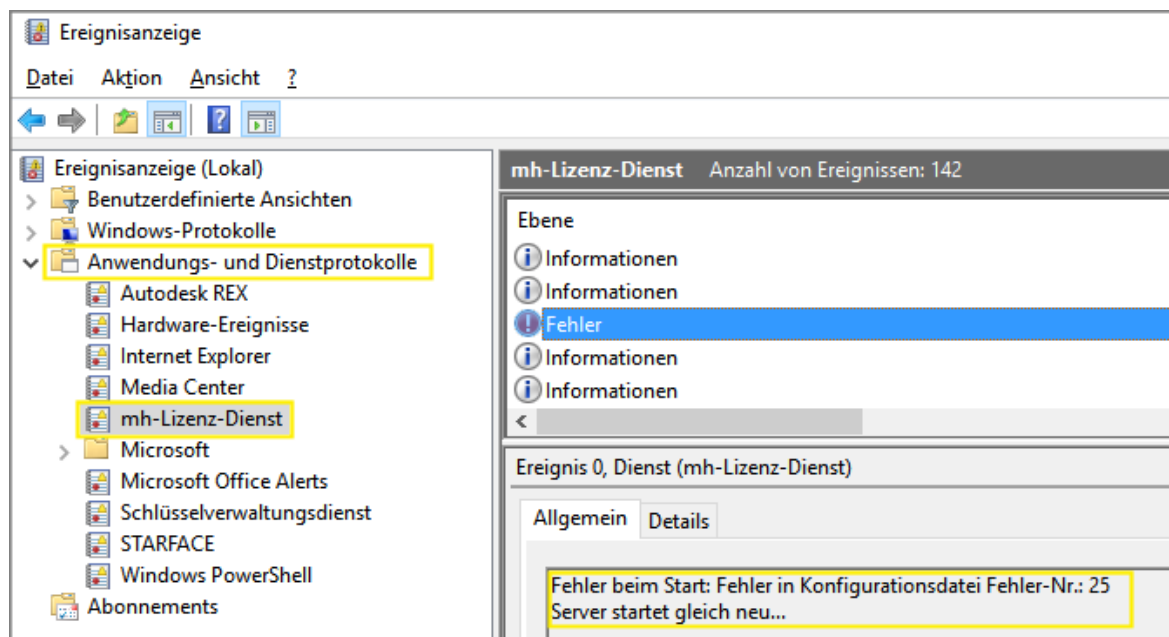 Ereignisanzeige
Datei Aktion Ansicht ?
Ereignisanzeige (Lokal)
Benutzerdefinierte Ansichten
Windows-Protokolle
Anwendungs- und Dienstprotokolle
Autodesk REX
Hardware-Ereignisse
Internet Explorer
Media Center
mh-Lizenz-Dienst
Microsoft
Microsoft Office Alerts
Schlüsselverwaltungsdienst
STARFACE
Windows PowerShell
Abonnements
mh-Lizenz-Dienst Anzahl von Ereignissen: 142
Ebene
Informationen
Informationen
Fehler
Informationen
Informationen
Ereignis 0, Dienst (mh-Lizenz-Dienst)
Allgemein Details
Fehler beim Start: Fehler in Konfigurationsdatei Fehler-Nr.: 25
Server startet gleich neu...